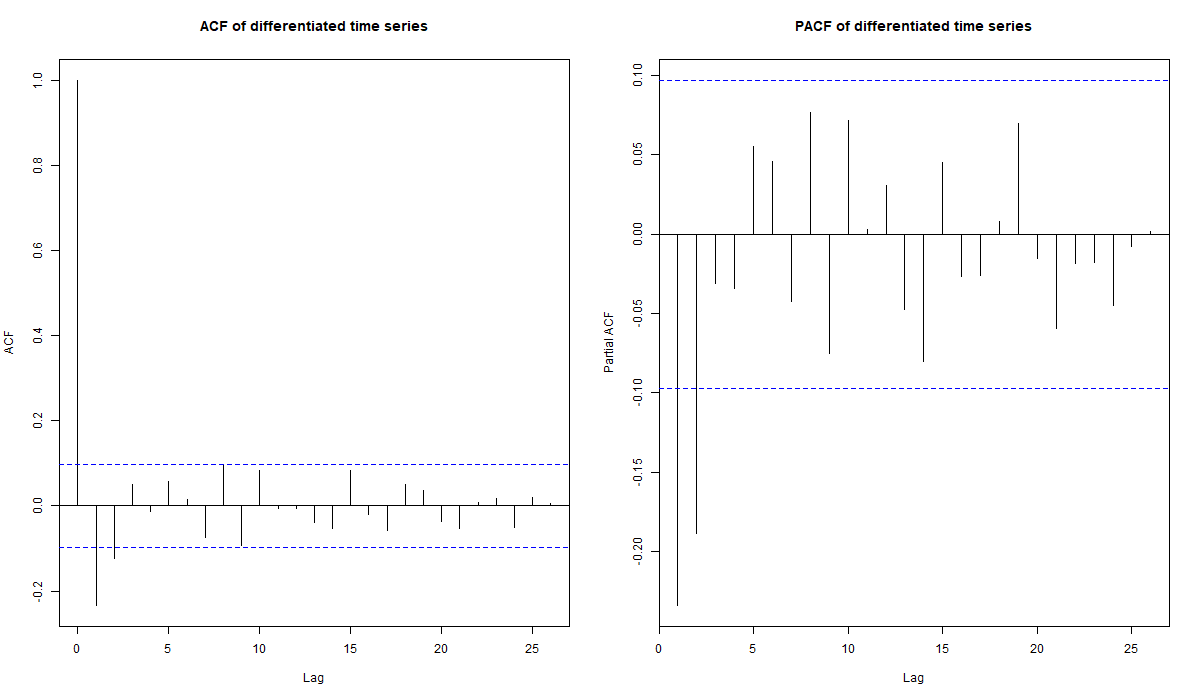 ACF of differentiated time series
ACF
1.0
0.8
0.6
0.4
0.2
0.0
-0.2
0 5 10 15 20 25
Lag
PACF of differentiated time series
Partial ACF
0.10
0.05
0.00
-0.05
-0.10
-0.15
-0.20
0 5 10 15 20 25
Lag